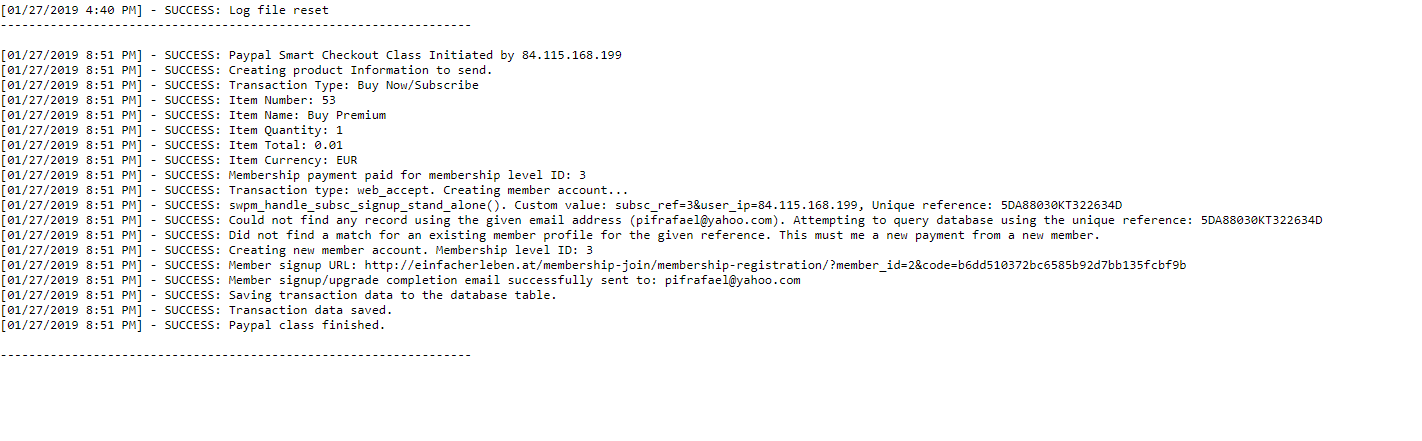 [01/27/2019 4:40 PM] - SUCCESS: Log file reset
------------------------------------------------------------------
[01/27/2019 8:51 PM] - SUCCESS: Paypal Smart Checkout Class Initiated by 84.115.168.199
[01/27/2019 8:51 PM] - SUCCESS: Creating product Information to send.
[01/27/2019 8:51 PM] - SUCCESS: Transaction Type: Buy Now/Subscribe
[01/27/2019 8:51 PM] - SUCCESS: Item Number: 53
[01/27/2019 8:51 PM] - SUCCESS: Item Name: Buy Premium
[01/27/2019 8:51 PM] - SUCCESS: Item Quantity: 1
[01/27/2019 8:51 PM] - SUCCESS: Item Total: 0.01
[01/27/2019 8:51 PM] - SUCCESS: Item Currency: EUR
[01/27/2019 8:51 PM] - SUCCESS: Membership payment paid for membership level ID: 3
[01/27/2019 8:51 PM] - SUCCESS: Transaction type: web_accept. Creating member account...
[01/27/2019 8:51 PM] - SUCCESS: swpm_handle_subsc_signup_stand_alone(). Custom value: subsc_ref=3&user_ip=84.115.168.199, Unique reference: 5DA88030KT322634D
[01/27/2019 8:51 PM] - SUCCESS: Could not find any record using the given email address (pifrafael@yahoo.com). Attempting to query database using the unique reference: 5DA88030KT322634D
[01/27/2019 8:51 PM] - SUCCESS: Did not find a match for an existing member profile for the given reference. This must me a new payment from a new member.
[01/27/2019 8:51 PM] - SUCCESS: Creating new member account. Membership level ID: 3
[01/27/2019 8:51 PM] - SUCCESS: Member signup URL: http://einfacherleben.at/membership-join/membership-registration/?member_id=2&code=b6dd510372bc6585b92d7bb135fcbf9b
[01/27/2019 8:51 PM] - SUCCESS: Member signup/upgrade completion email successfully sent to: pifrafael@yahoo.com
[01/27/2019 8:51 PM] - SUCCESS: Saving transaction data to the database table.
[01/27/2019 8:51 PM] - SUCCESS: Transaction data saved.
[01/27/2019 8:51 PM] - SUCCESS: Paypal class finished.
------------------------------------------------------------------